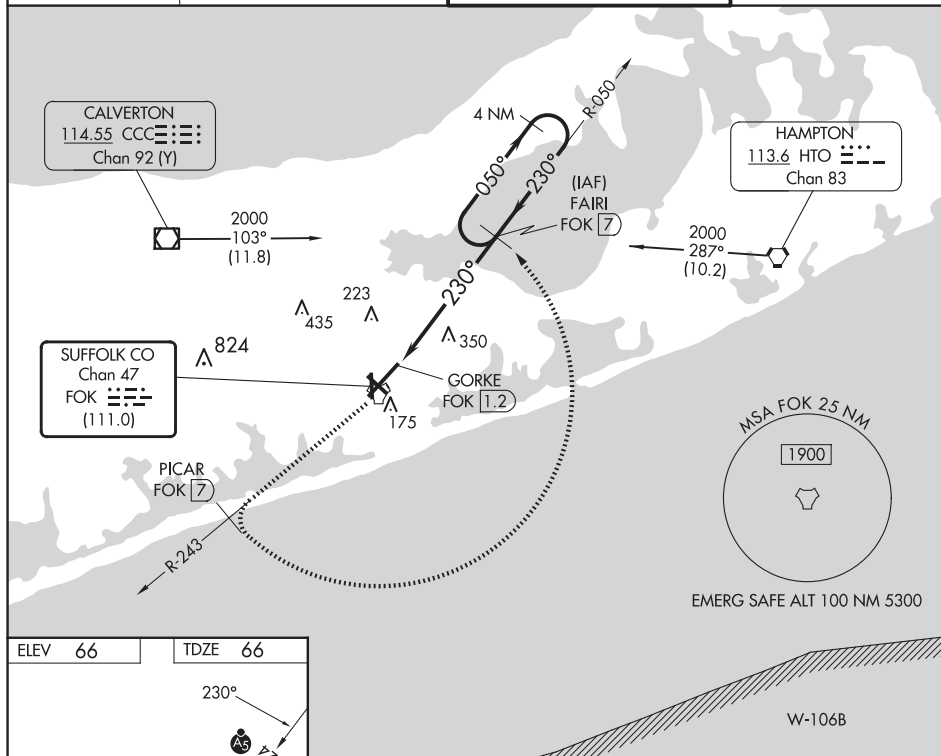 CALVERTON
114.55 CCC
Chan 92 (Y)
4 NM
R-050
050°
230°
HAMPTON
113.6 HTO
Chan 83
(IAF)
FAIRI
FOK 7
2000
103°
(11.8)
2000
287°
(10.2)
230°
435
223
350
824
SUFFOLK CO
Chan 47
FOK
(111.0)
GORKE
FOK 1.2
175
PICAR
FOK 7
R-243
MSA FOK 25 NM
1900
EMERG SAFE ALT 100 NM 5300
ELEV 66
TDZE 66
230°
A5
W-106B